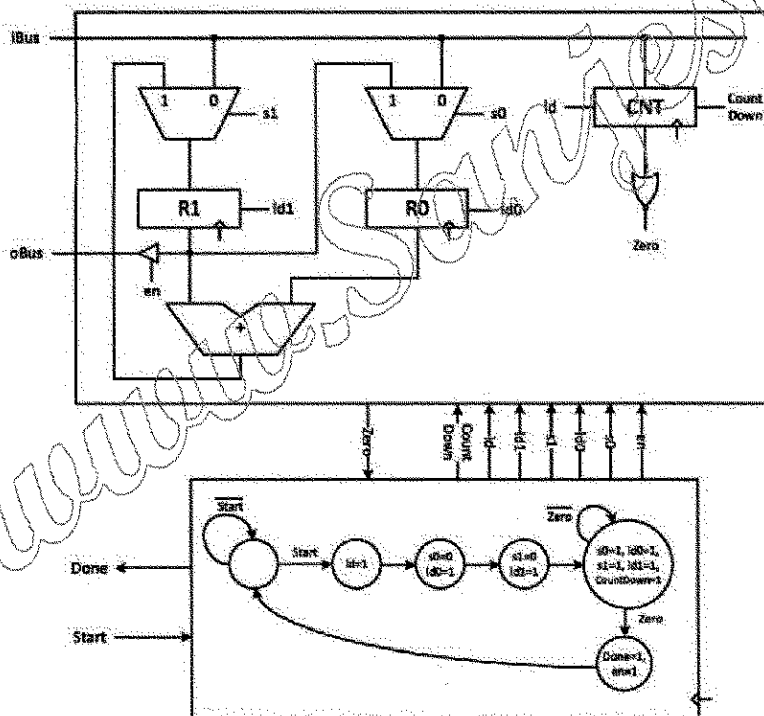 iBus
1 0
s1
1 0
s0
ld
CNT
Count
Down
R1
ld1
R0
ld0
Zero
oBus
en
+
Zero
Count
Down
ld
ld1
s1
ld0
s0
en
Start
Start
ld=1
s0=0
ld0=1
s1=0
ld1=1
Zero
s0=1, ld0=1,
s1=1, ld1=1,
CountDown=1
Zero
Done=1,
en=1
Done
Start